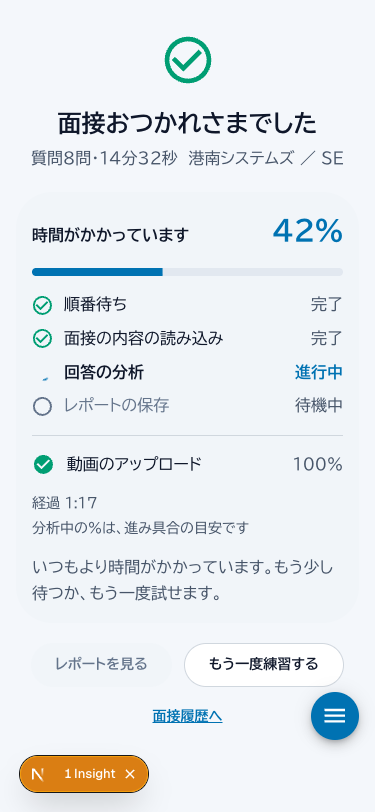 面接おつかれさまでした
質問8問・14分32秒 港南システムズ ／ SE
時間がかかっています 42%
順番待ち 完了
面接の内容の読み込み 完了
回答の分析 進行中
レポートの保存 待機中
動画のアップロード 100%
経過 1:17
分析中の%は、進み具合の目安です
いつもより時間がかかっています。もう少し
待つか、もう一度試せます。
レポートを見る もう一度練習する
面接履歴へ
N 1 Insight ×